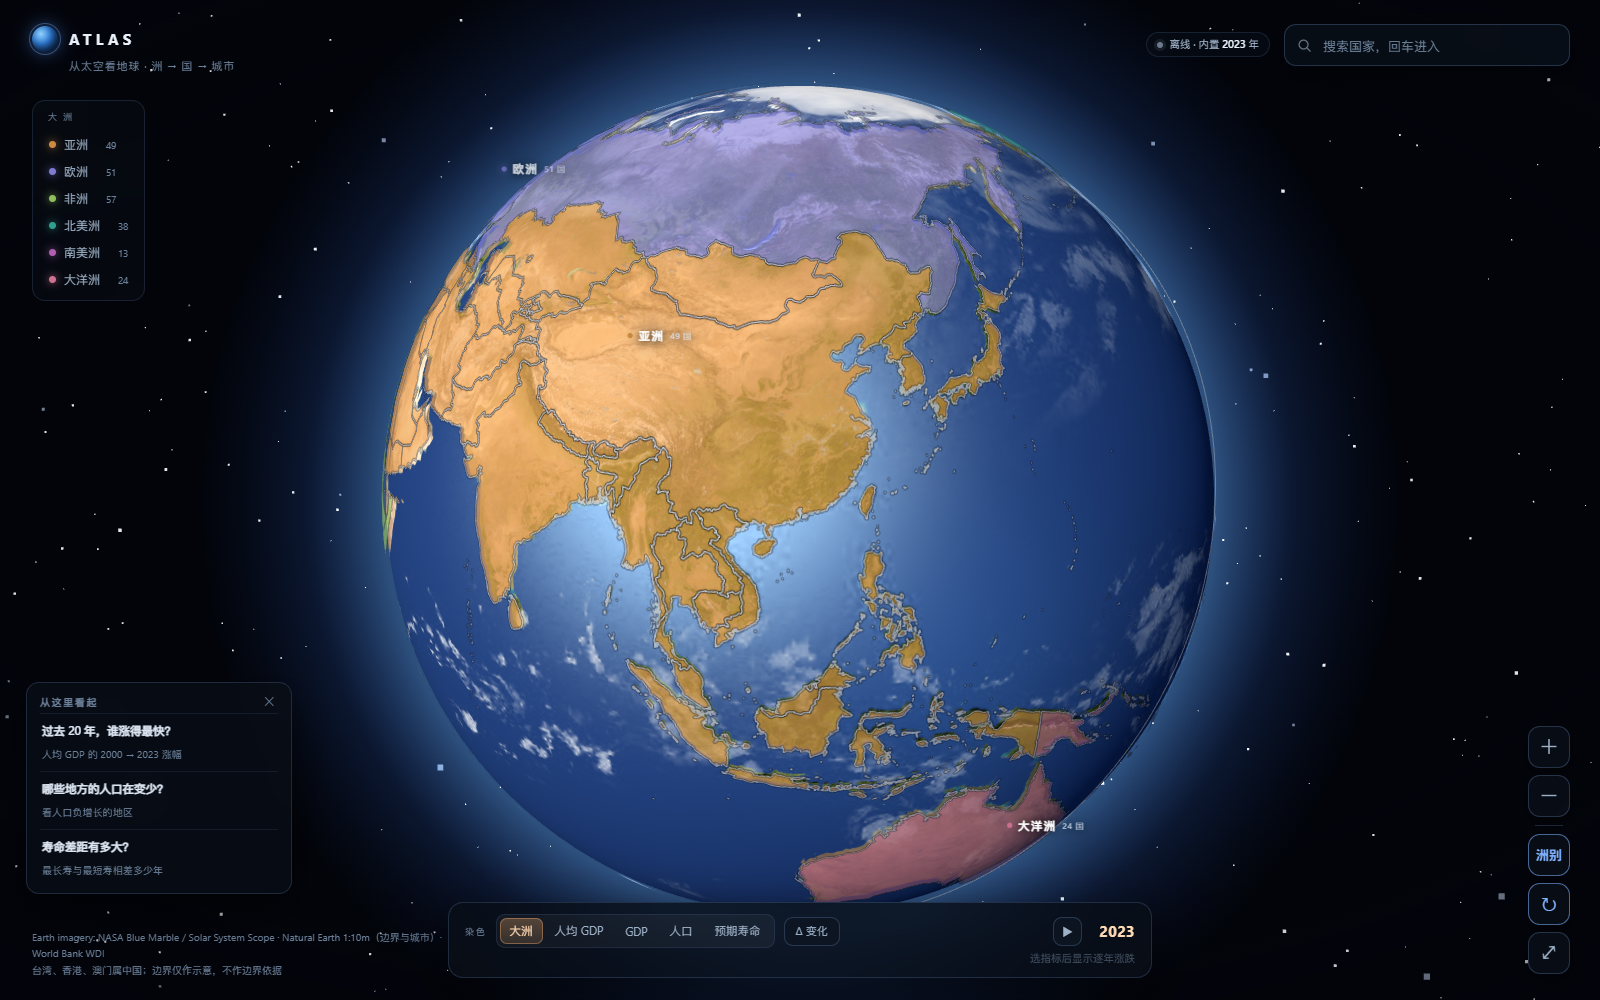 ATLAS
从太空看地球 · 洲 → 国 → 城市
离线 · 内置 2023 年
搜索国家，回车进入
大 洲
亚洲 49
欧洲 51
非洲 57
北美洲 38
南美洲 13
大洋洲 24
欧洲 51 国
亚洲 49 国
大洋洲 24 国
从这里看起
过去 20 年，谁涨得最快？
人均 GDP 的 2000 → 2023 涨幅
哪些地方的人口在变少？
看人口负增长的地区
寿命差距有多大？
最长寿与最短寿相差多少年
洲别
染色 大洲 人均 GDP GDP 人口 预期寿命 Δ 变化 2023
选指标后显示逐年涨跌
Earth imagery: NASA Blue Marble / Solar System Scope · Natural Earth 1:10m（边界与城市） ·
World Bank WDI
台湾、香港、澳门属中国；边界仅作示意，不作边界依据